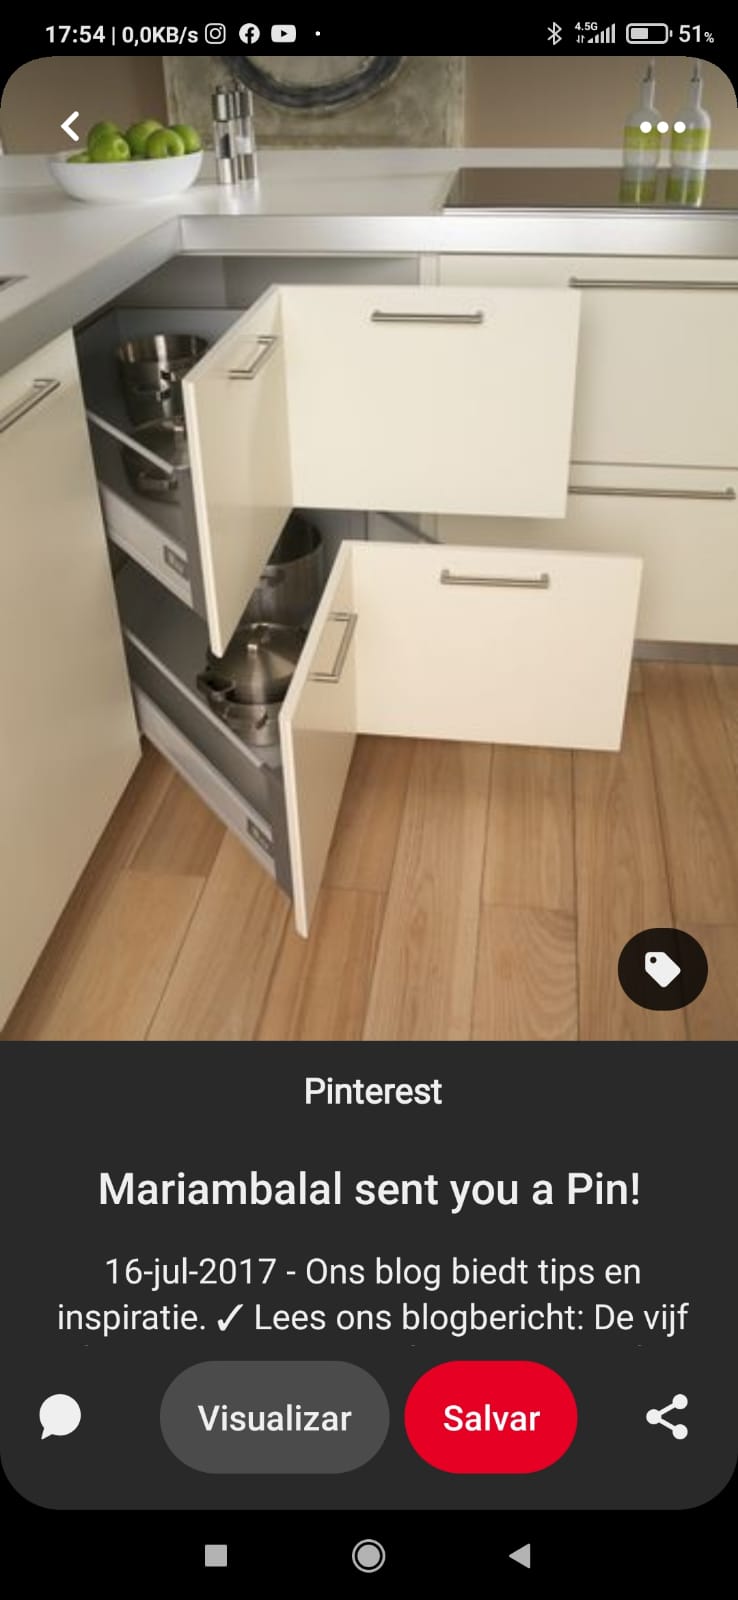 17:54 | 0,0KB/s 4.5G 51%
Pinterest
Mariambalal sent you a Pin!
16-jul-2017 - Ons blog biedt tips en
inspiratie. ✓ Lees ons blogbericht: De vijf
Visualizar Salvar